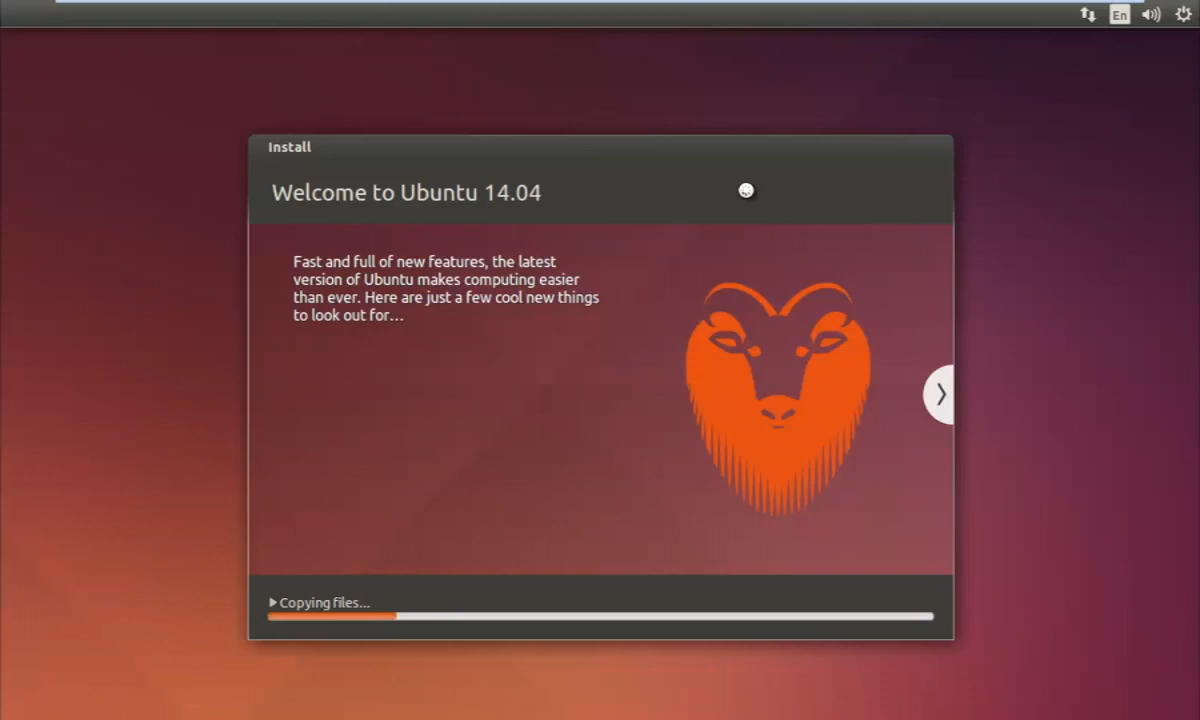 En
Install
Welcome to Ubuntu 14.04
Fast and full of new features, the latest
version of Ubuntu makes computing easier
than ever. Here are just a few cool new things
to look out for...
Copying files...